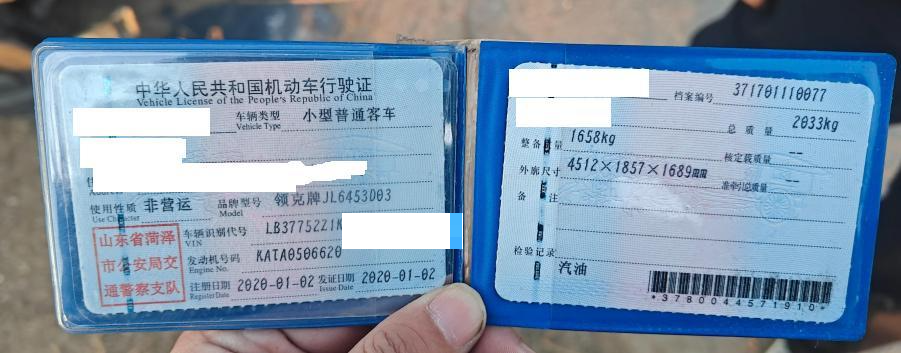 中华人民共和国机动车行驶证
Vehicle License of the People's Republic of China
车辆类型 小型普通客车
Vehicle Type
使用性质 非营运 品牌型号 领克牌JL6453D03
Use Character Model
山东省菏泽
市公安局交
通警察支队
车辆识别代号 LB37752Z1
VIN
发动机号码 KATA0506620
Engine No.
注册日期 2020-01-02 发证日期 2020-01-02
Register Date Issue Date
档案编号 371701110077
总质量 2033kg
整备质量 1658kg
核定载质量 --
外廓尺寸 4512×1857×1689
准牵引总质量 --
备注
检验记录
汽油
*3780044571910*